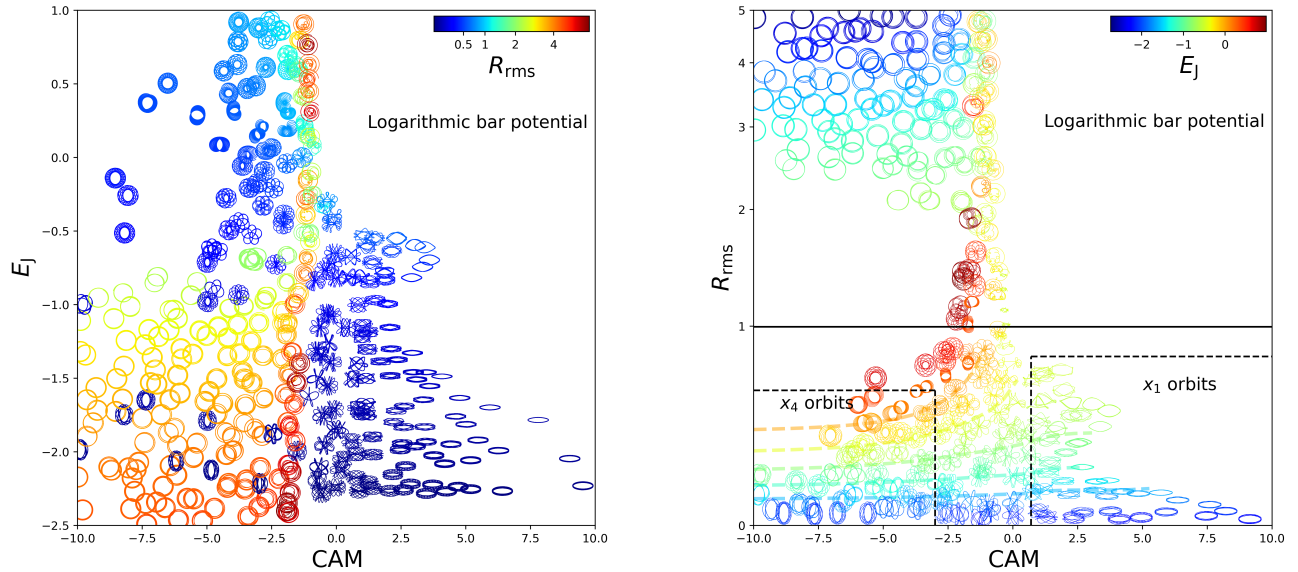 1.0
0.5
0.0
−0.5
−1.0
−1.5
−2.0
−2.5
E_J
−10.0 −7.5 −5.0 −2.5 0.0 2.5 5.0 7.5 10.0
CAM
0.5 1 2 4
R_rms
Logarithmic bar potential
5
4
3
2
1
0
R_rms
−10.0 −7.5 −5.0 −2.5 0.0 2.5 5.0 7.5 10.0
CAM
−2 −1 0
E_J
Logarithmic bar potential
x_4 orbits
x_1 orbits